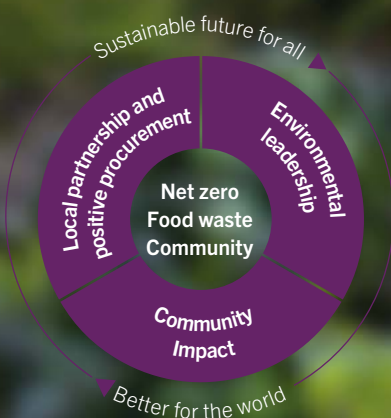 Sustainable future for all
Local partnership and
positive procurement
Environmental
leadership
Net zero
Food waste
Community
Community
Impact
Better for the world